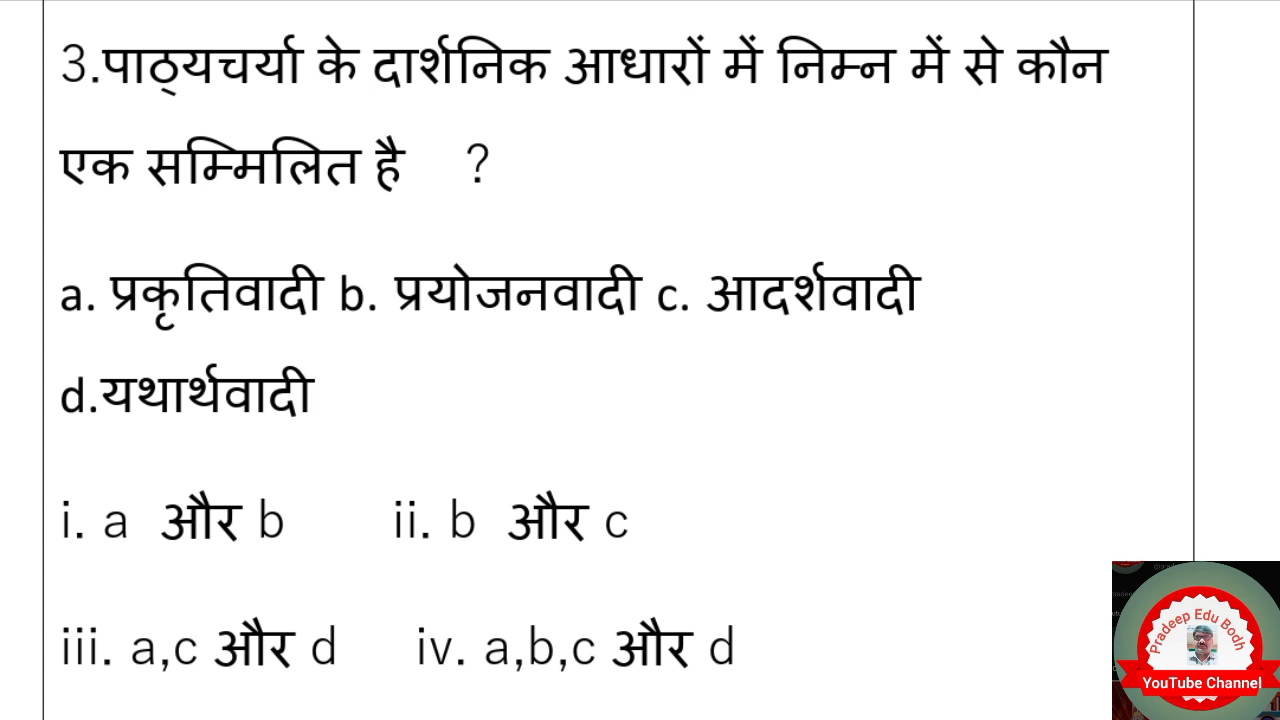 3.पाठ्यचर्या के दार्शनिक आधारों में निम्न में से कौन
एक सम्मिलित है ?
a. प्रकृतिवादी b. प्रयोजनवादी c. आदर्शवादी
d.यथार्थवादी
i. a और b ii. b और c
iii. a,c और d iv. a,b,c और d
Pradeep Edu Bodh
YouTube Channel